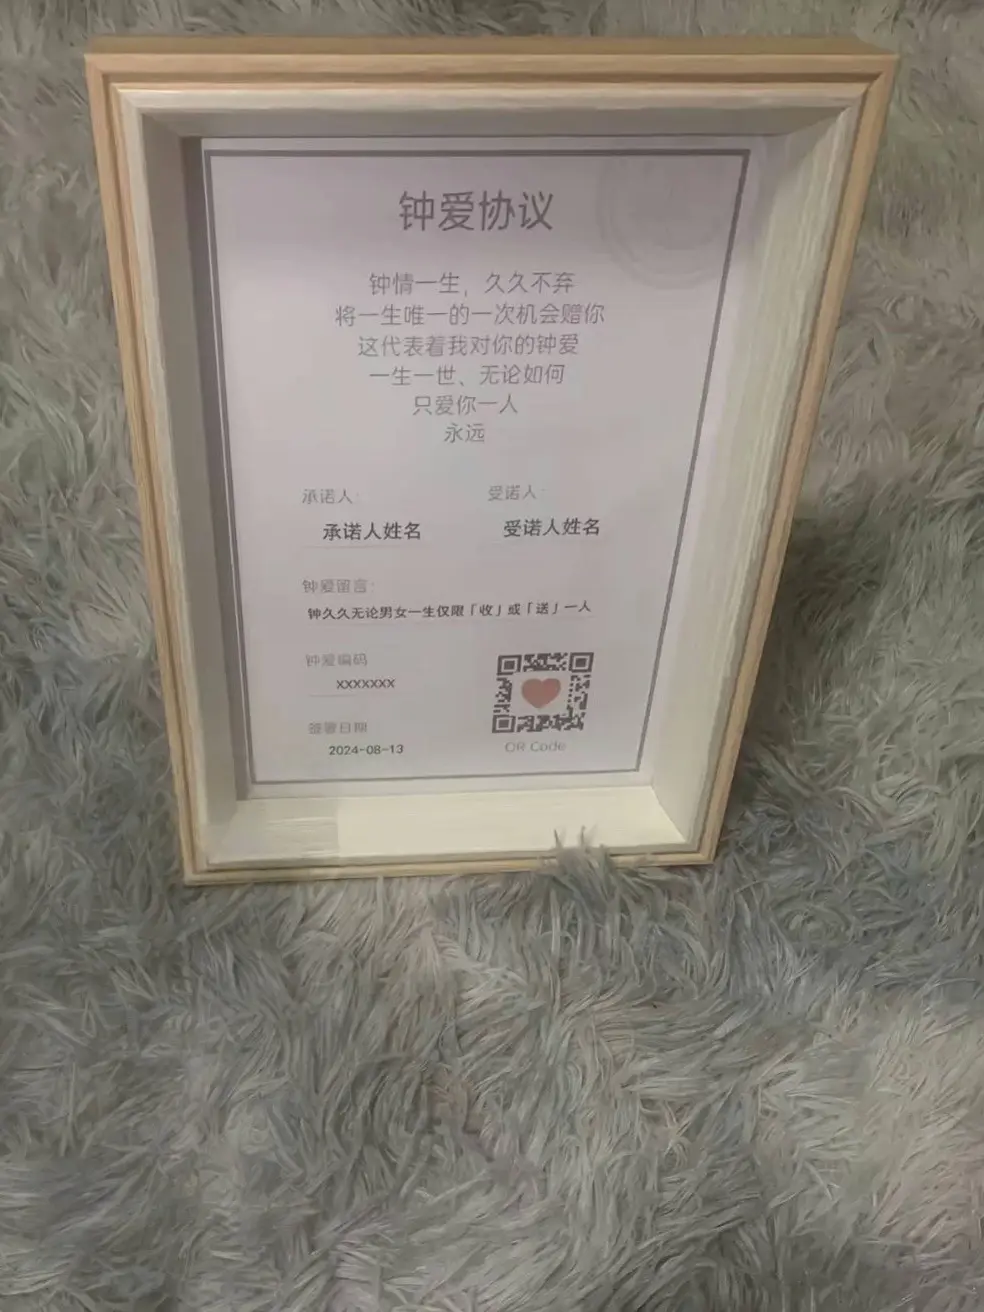 钟爱协议
钟情一生，久久不弃
将一生唯一的一次机会赠你
这代表着我对你的钟爱
一生一世、无论如何
只爱你一人
永远
承诺人： 受诺人：
承诺人姓名 受诺人姓名
钟爱留言：
钟久久无论男女一生仅限「收」或「送」一人
钟爱编码
XXXXXXX
签署日期
2024-08-13
QR Code